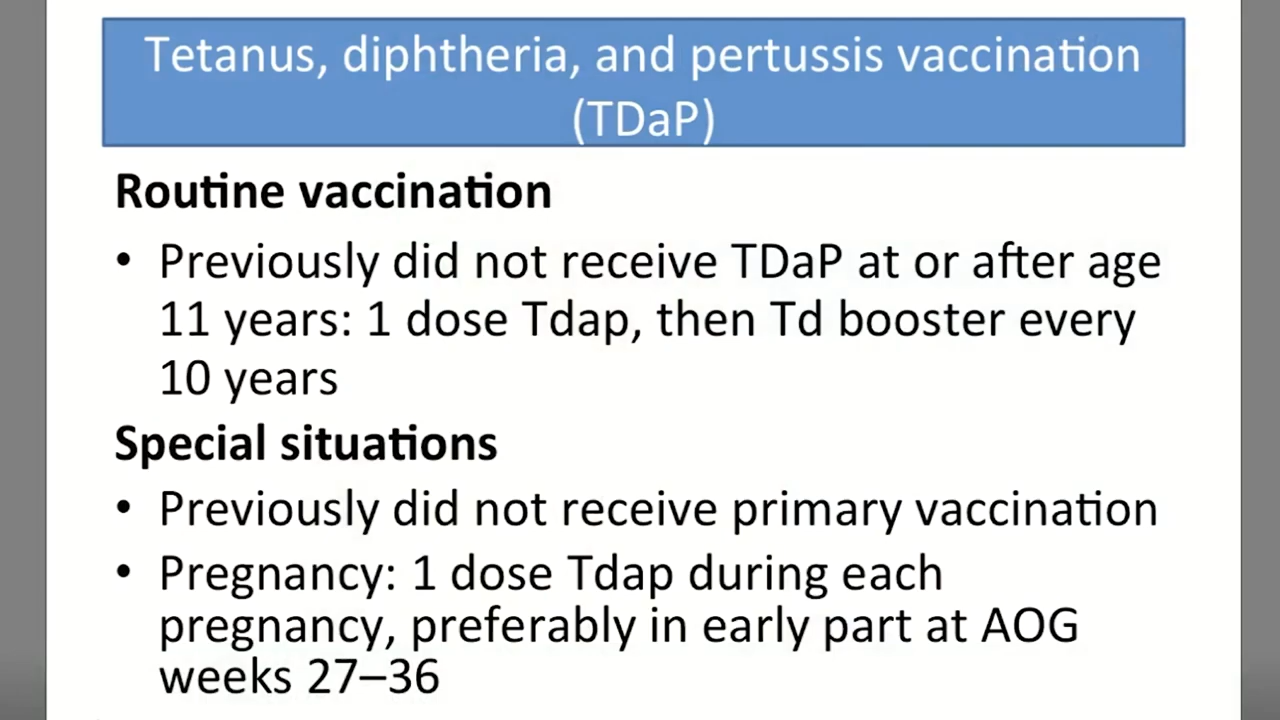 Tetanus, diphtheria, and pertussis vaccination
(TDaP)
Routine vaccination
• Previously did not receive TDaP at or after age
11 years: 1 dose Tdap, then Td booster every
10 years
Special situations
• Previously did not receive primary vaccination
• Pregnancy: 1 dose Tdap during each
pregnancy, preferably in early part at AOG
weeks 27–36